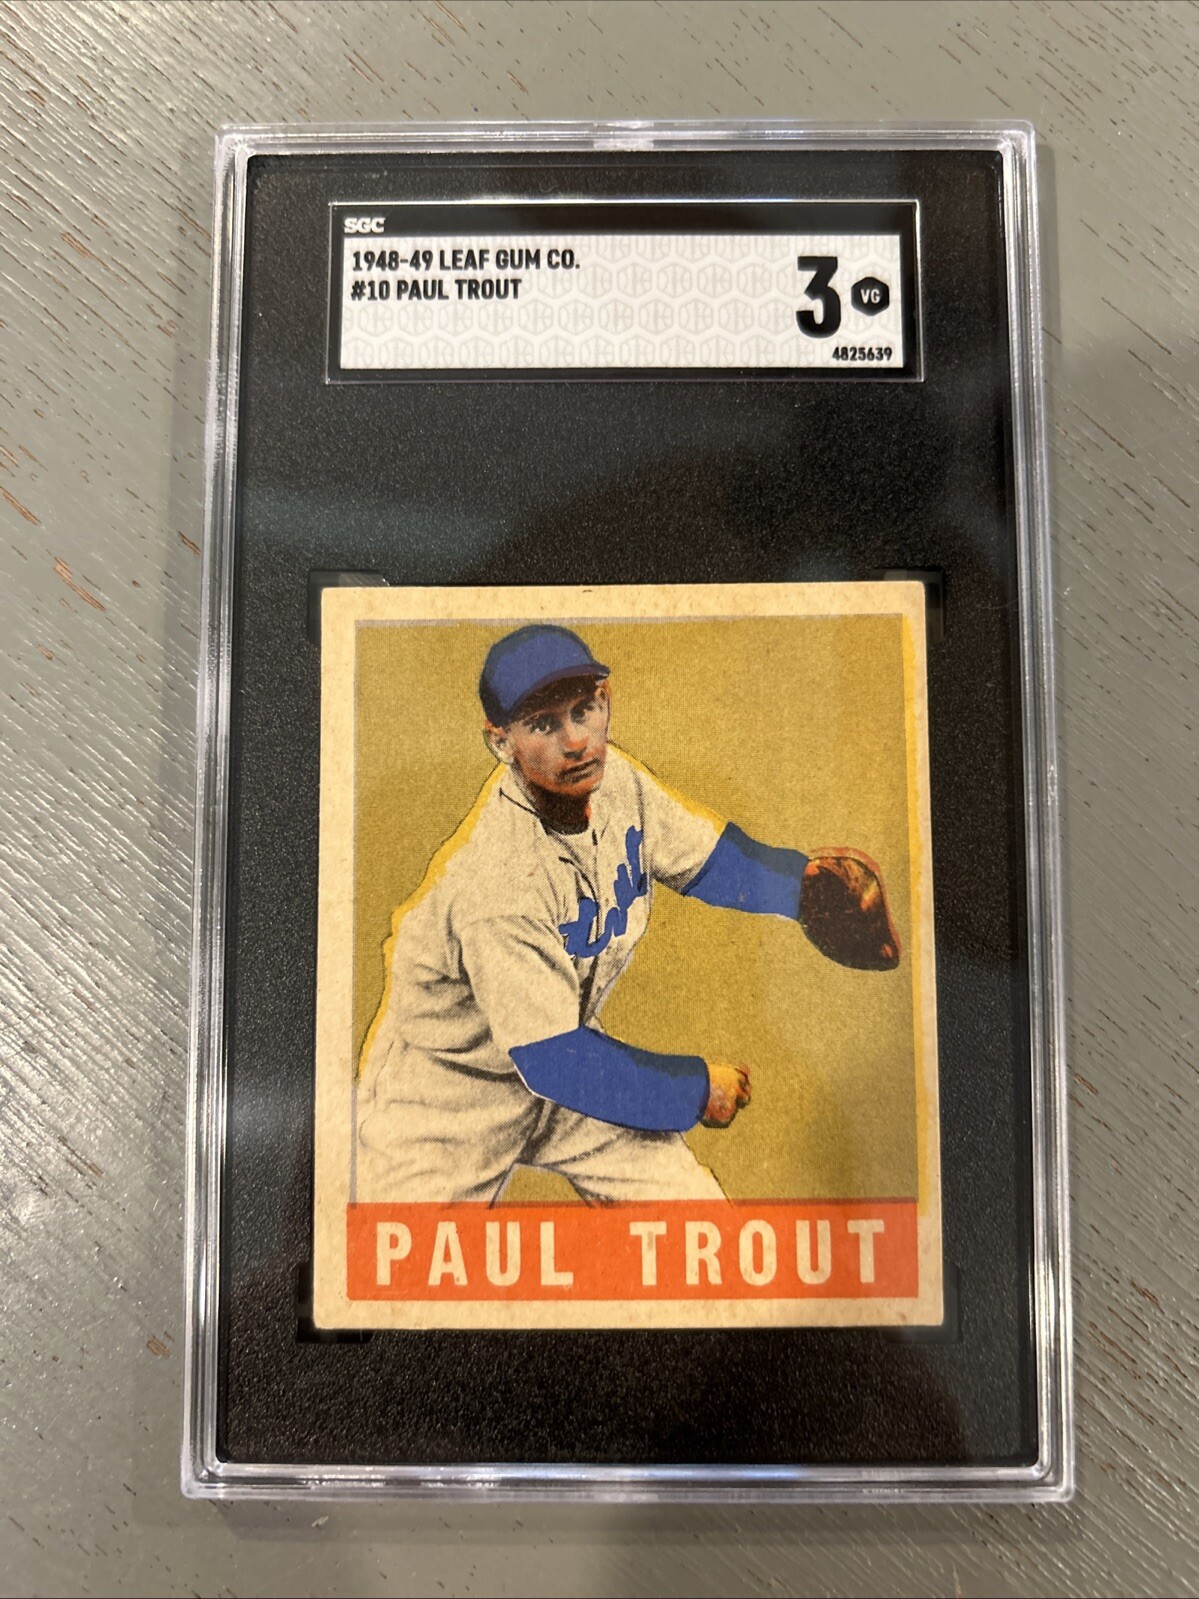 SGC
1948-49 LEAF GUM CO.
#10 PAUL TROUT
3 VG
4825639
PAUL TROUT